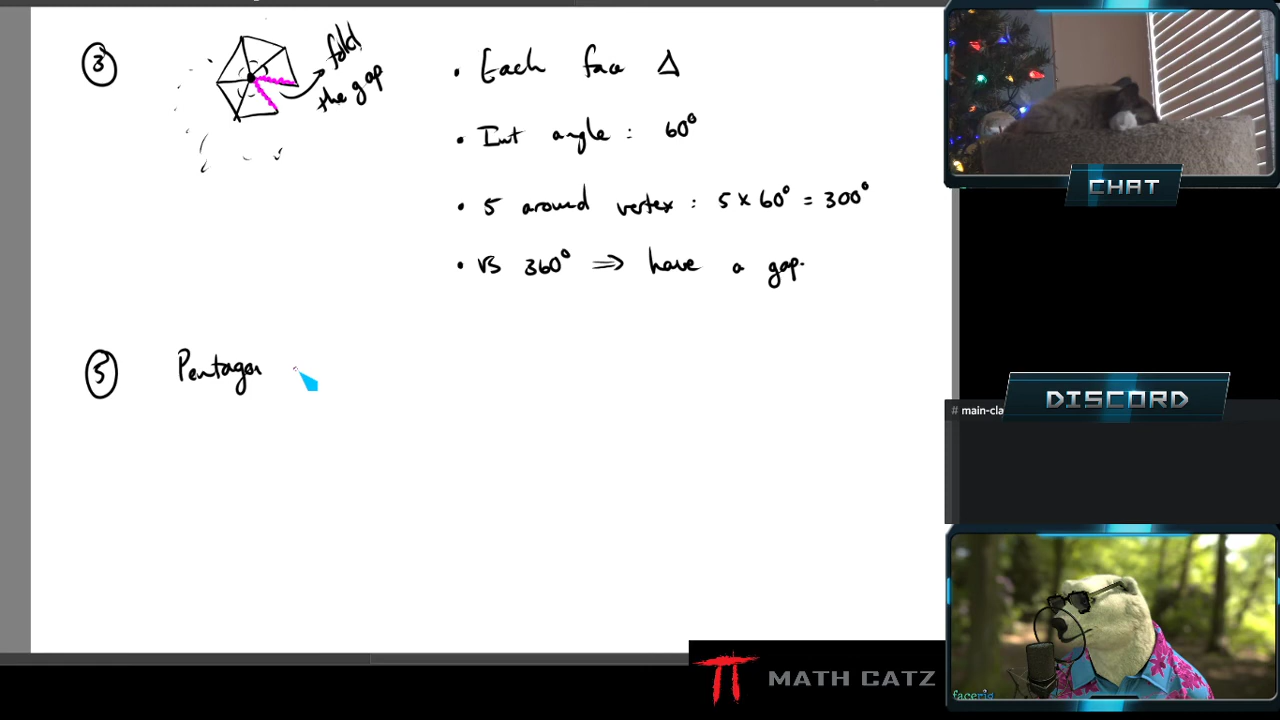 ③
fold
the gap
• Each face Δ
• Int angle : 60°
• 5 around vertex : 5 × 60° = 300°
• vs 360° ⇒ have a gap.
⑤ Pentagon
CHAT
DISCORD
# main-cla
MATH CATZ
facerig